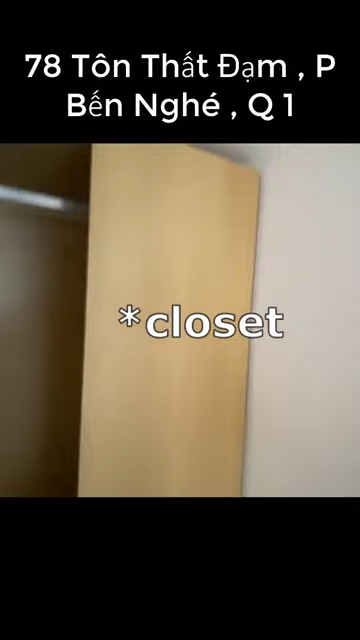 78 Tôn Thất Đạm , P
Bến Nghé , Q 1
*closet